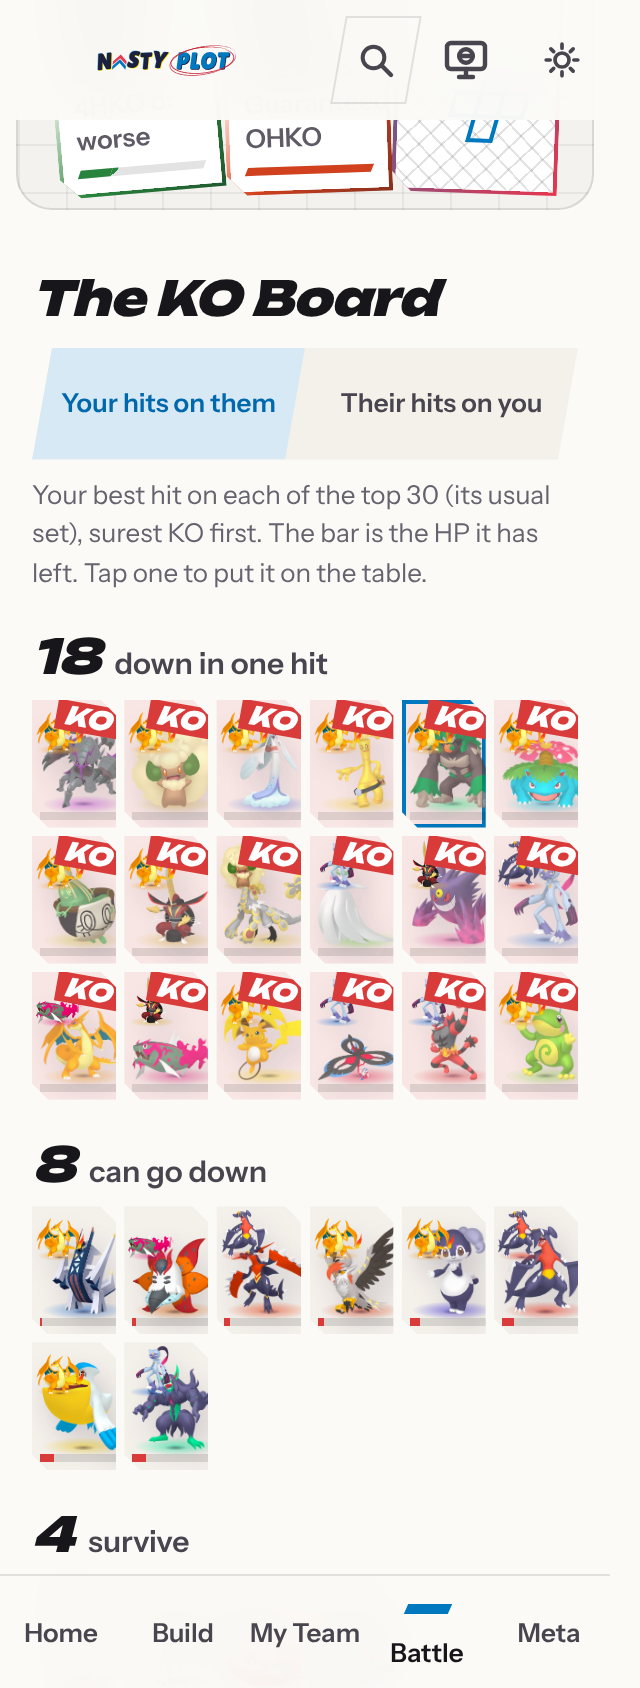 NASTY PLOT
worse
OHKO
The KO Board
Your hits on them
Their hits on you
Your best hit on each of the top 30 (its usual
set), surest KO first. The bar is the HP it has
left. Tap one to put it on the table.
18 down in one hit
KO KO KO KO KO KO
KO KO KO KO KO KO
KO KO KO KO KO KO
8 can go down
4 survive
Home Build My Team Battle Meta